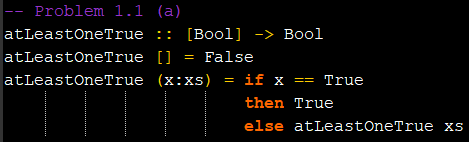 -- Problem 1.1 (a)
atLeastOneTrue :: [Bool] -> Bool
atLeastOneTrue [] = False
atLeastOneTrue (x:xs) = if x == True
                        then True
                        else atLeastOneTrue xs